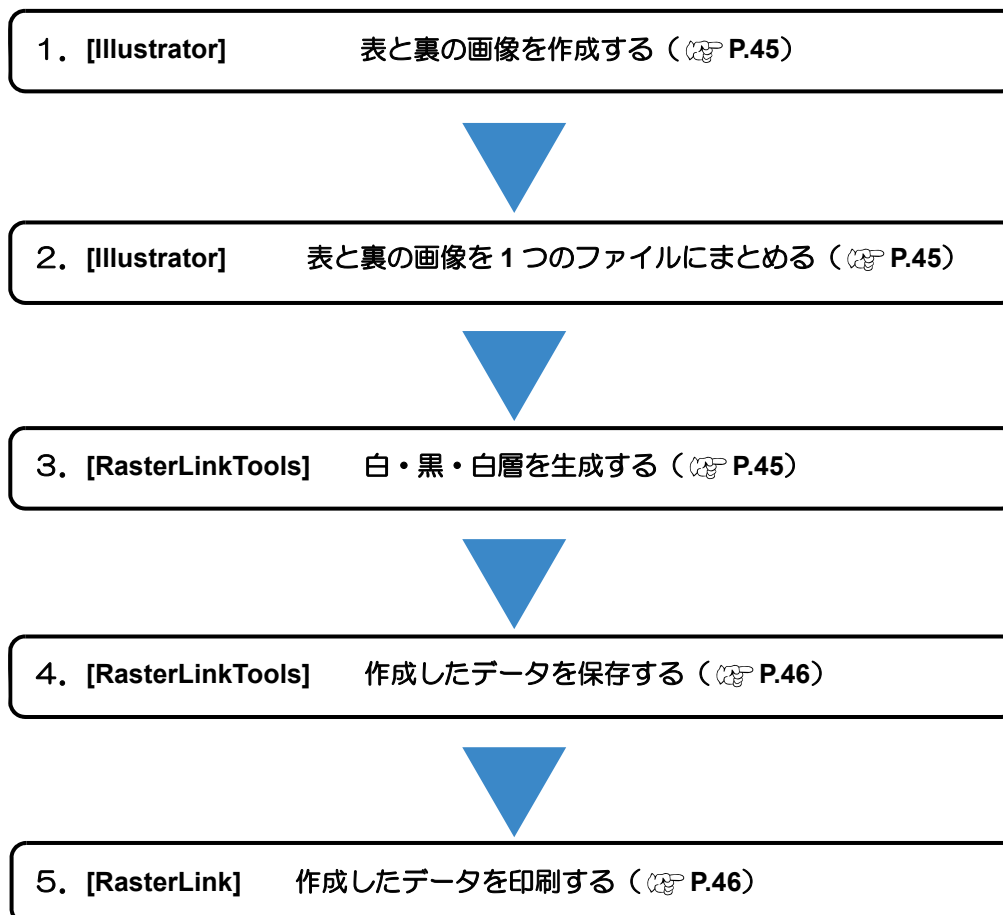 1. [Illustrator] 表と裏の画像を作成する（☞ P.45）
2. [Illustrator] 表と裏の画像を 1 つのファイルにまとめる（☞ P.45）
3. [RasterLinkTools] 白・黒・白層を生成する（☞ P.45）
4. [RasterLinkTools] 作成したデータを保存する（☞ P.46）
5. [RasterLink] 作成したデータを印刷する（☞ P.46）